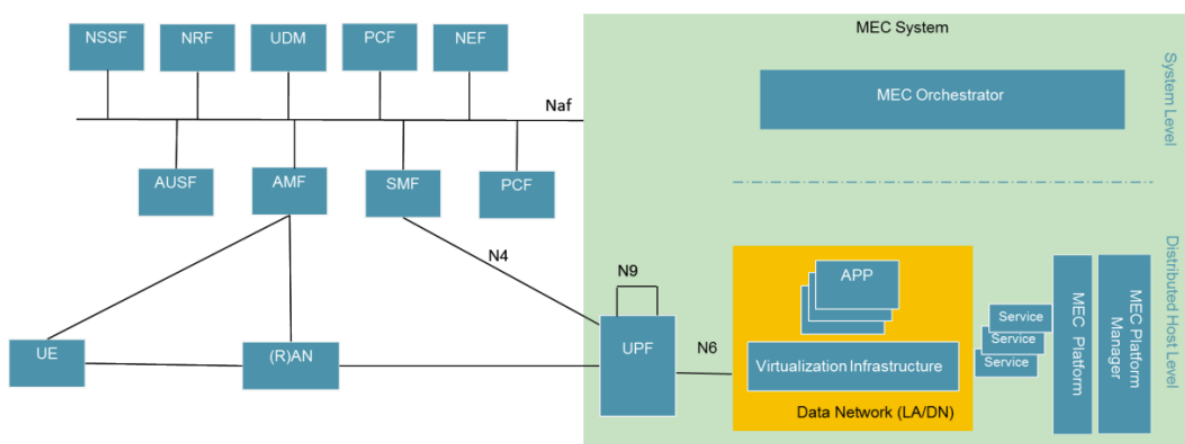 MEC System
NSSF
NRF
UDM
PCF
NEF
System Level
MEC Orchestrator
Naf
AUSF
AMF
SMF
PCF
N4
N9
N6
UE
(R)AN
UPF
APP
Virtualization Infrastructure
Data Network (LA/DN)
Service
Service
Service
MEC Platform
MEC Platform
Manager
Distributed Host Level